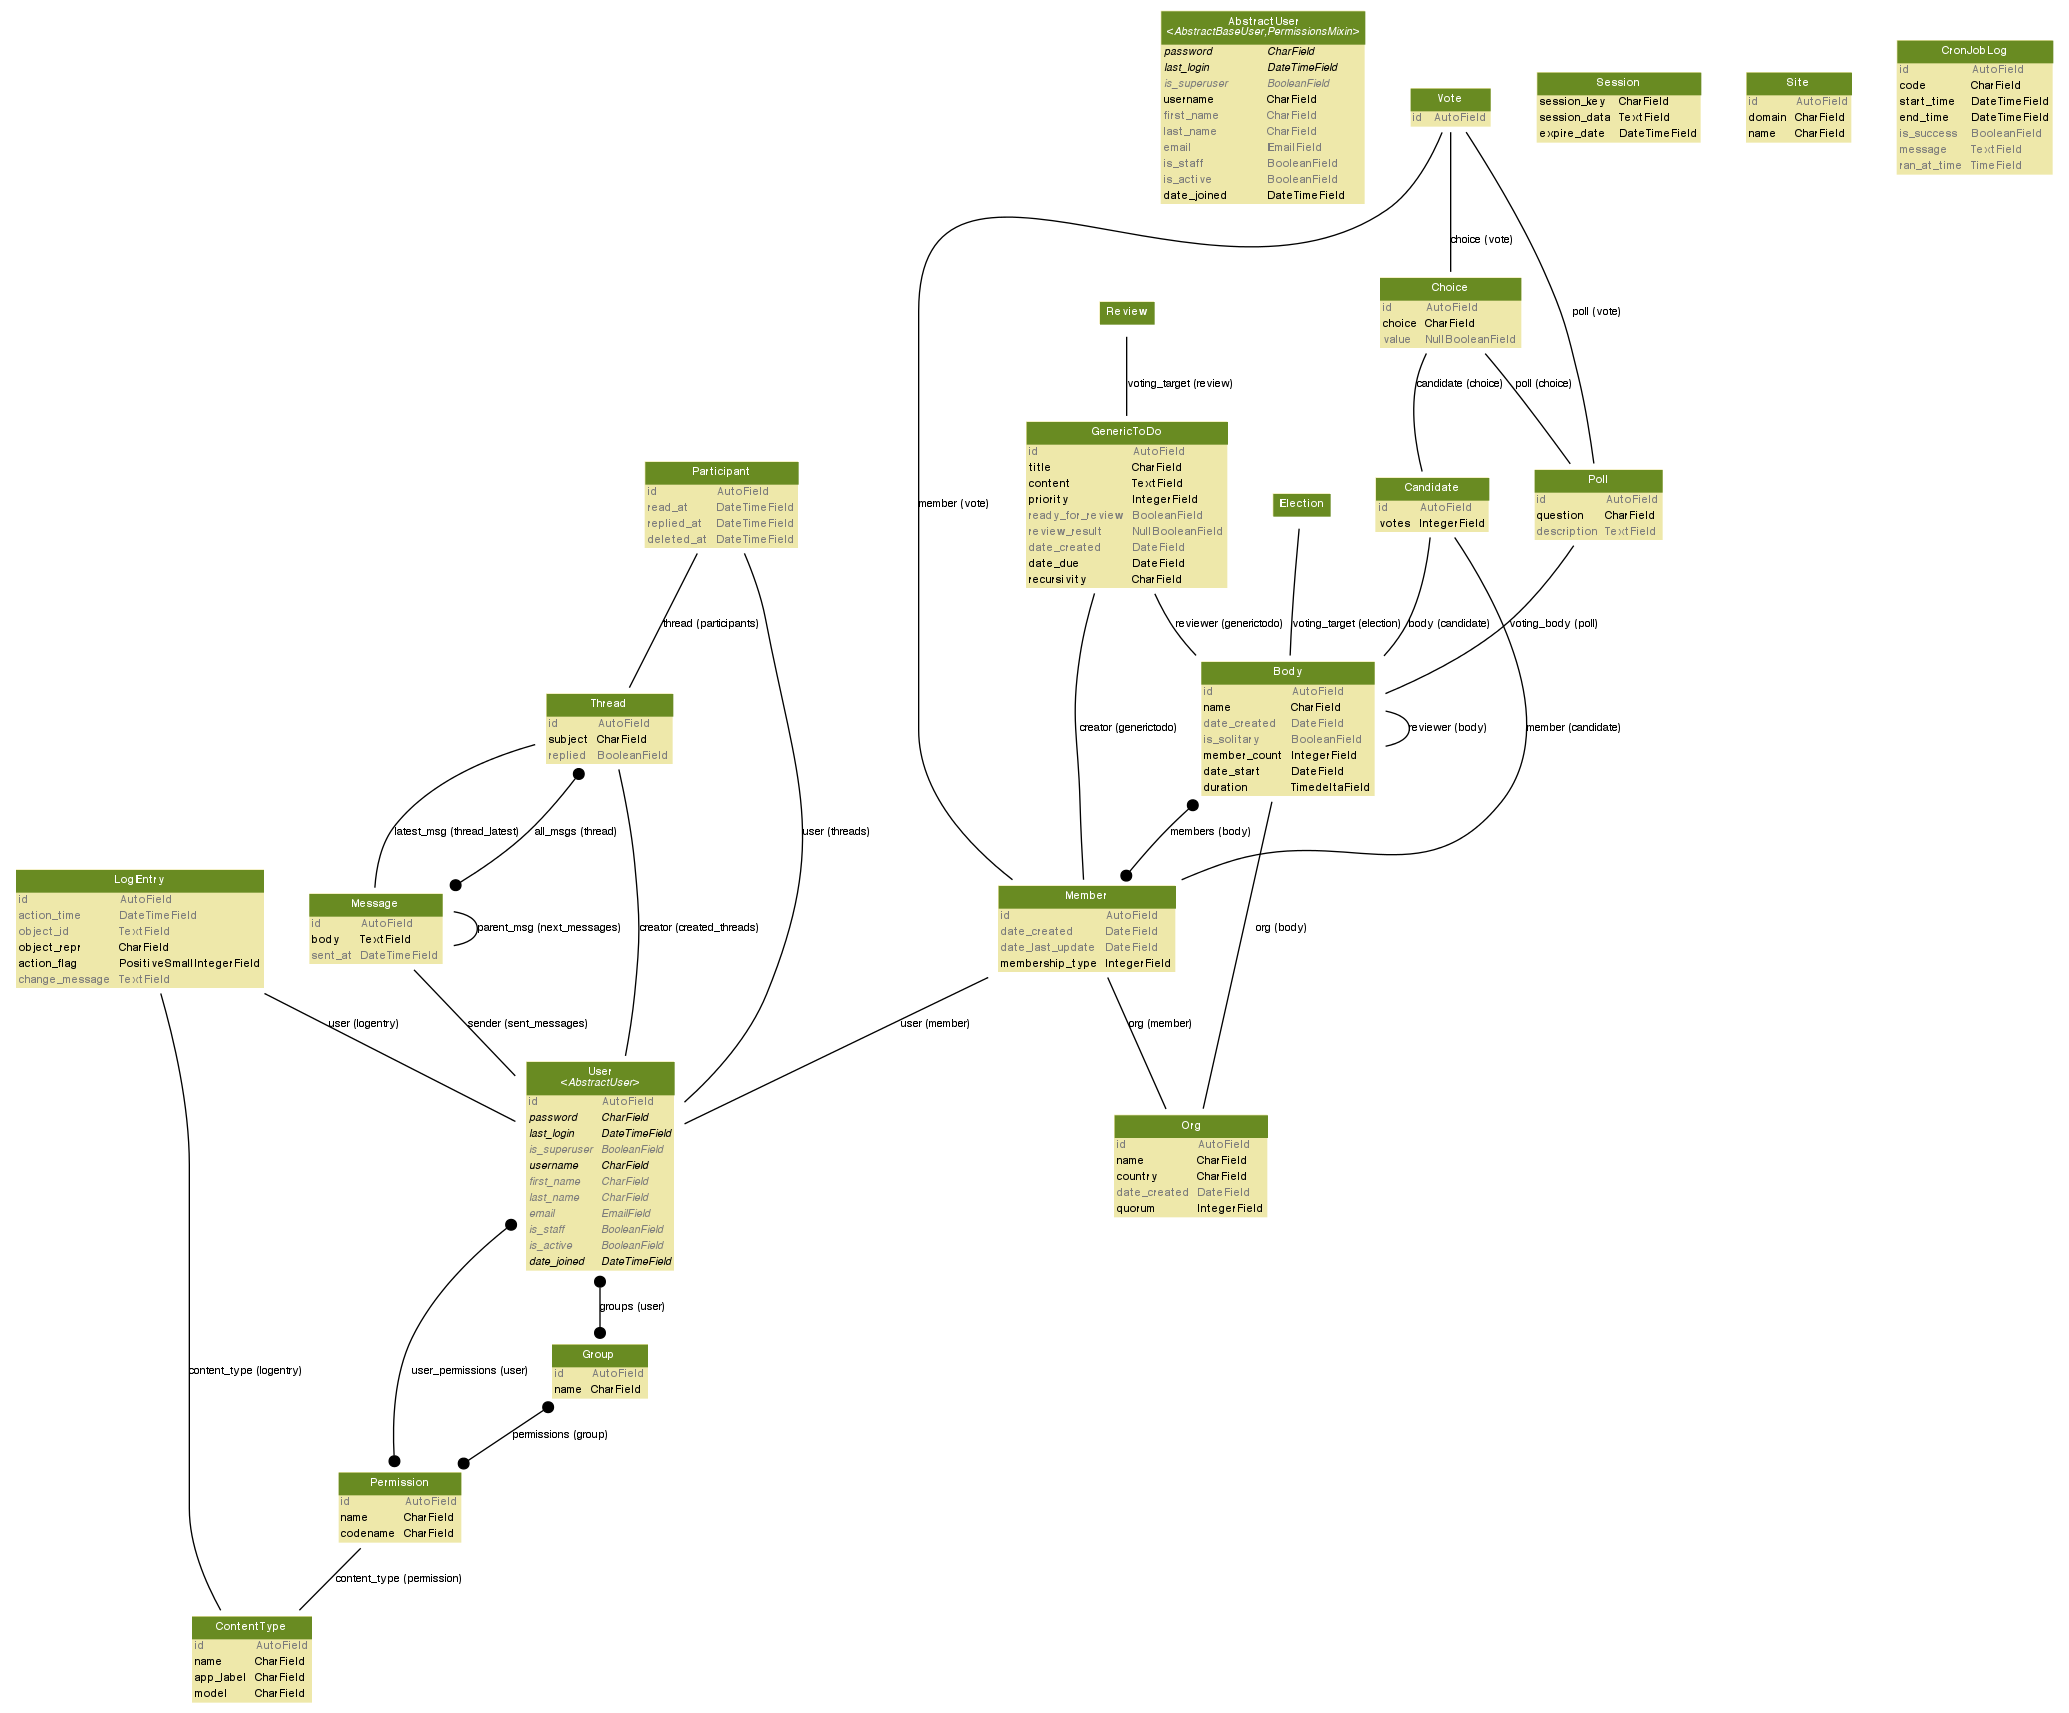 AbstractUser
<AbstractBaseUser,PermissionsMixin>
password CharField
last_login DateTimeField
is_superuser BooleanField
username CharField
first_name CharField
last_name CharField
email EmailField
is_staff BooleanField
is_active BooleanField
date_joined DateTimeField
Vote
id AutoField
Session
session_key CharField
session_data TextField
expire_date DateTimeField
Site
id AutoField
domain CharField
name CharField
CronJobLog
id AutoField
code CharField
start_time DateTimeField
end_time DateTimeField
is_success BooleanField
message TextField
ran_at_time TimeField
choice (vote)
poll (vote)
member (vote)
Choice
id AutoField
choice CharField
value NullBooleanField
Review
voting_target (review)
candidate (choice)
poll (choice)
GenericToDo
id AutoField
title CharField
content TextField
priority IntegerField
ready_for_review BooleanField
review_result NullBooleanField
date_created DateField
date_due DateField
recursivity CharField
Participant
id AutoField
read_at DateTimeField
replied_at DateTimeField
deleted_at DateTimeField
Election
Candidate
id AutoField
votes IntegerField
Poll
id AutoField
question CharField
description TextField
thread (participants)
reviewer (generictodo)
voting_target (election)
body (candidate)
voting_body (poll)
Body
id AutoField
name CharField
date_created DateField
is_solitary BooleanField
member_count IntegerField
date_start DateField
duration TimedeltaField
reviewer (body)
member (candidate)
creator (generictodo)
Thread
id AutoField
subject CharField
replied BooleanField
latest_msg (thread_latest)
all_msgs (thread)
user (threads)
members (body)
LogEntry
id AutoField
action_time DateTimeField
object_id TextField
object_repr CharField
action_flag PositiveSmallIntegerField
change_message TextField
Message
id AutoField
body TextField
sent_at DateTimeField
parent_msg (next_messages)
creator (created_threads)
Member
id AutoField
date_created DateField
date_last_update DateField
membership_type IntegerField
org (body)
user (logentry)
sender (sent_messages)
user (member)
org (member)
User
<AbstractUser>
id AutoField
password CharField
last_login DateTimeField
is_superuser BooleanField
username CharField
first_name CharField
last_name CharField
email EmailField
is_staff BooleanField
is_active BooleanField
date_joined DateTimeField
Org
id AutoField
name CharField
country CharField
date_created DateField
quorum IntegerField
groups (user)
content_type (logentry)
user_permissions (user)
Group
id AutoField
name CharField
permissions (group)
Permission
id AutoField
name CharField
codename CharField
content_type (permission)
ContentType
id AutoField
name CharField
app_label CharField
model CharField